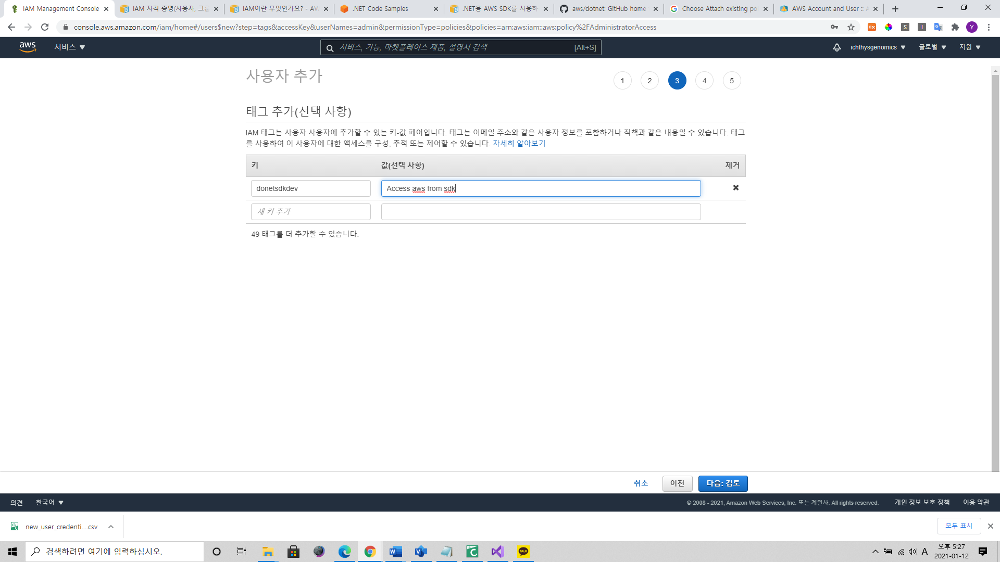 IAM Management Console
IAM 자격 증명(사용자, 그룹
IAM이란 무엇인가요? - AW
.NET Code Samples
.NET용 AWS SDK를 사용하
aws/dotnet: GitHub home
Choose Attach existing pol
AWS Account and User :: A
console.aws.amazon.com/iam/home#/users$new?step=tags&accessKey&userNames=admin&permissionType=policies&policies=arn:aws:iam::aws:policy%2FAdministratorAccess
EX
S
I
Y
aws
서비스
서비스, 기능, 마켓플레이스 제품, 설명서 검색
[Alt+S]
ichthysgenomics
글로벌
지원
사용자 추가
1 2 3 4 5
태그 추가(선택 사항)
IAM 태그는 사용자 사용자에 추가할 수 있는 키-값 페어입니다. 태그는 이메일 주소와 같은 사용자 정보를 포함하거나 직책과 같은 내용일 수 있습니다. 태그
를 사용하여 이 사용자에 대한 액세스를 구성, 추적 또는 제어할 수 있습니다. 자세히 알아보기
키 값(선택 사항) 제거
donetsdkdev Access aws from sdk
새 키 추가
49 태그를 더 추가할 수 있습니다.
취소 이전 다음: 검토
의견 한국어 © 2008 - 2021, Amazon Web Services, Inc. 또는 계열사. All rights reserved. 개인 정보 보호 정책 이용 약관
new_user_credenti....csv
모두 표시
검색하려면 여기에 입력하십시오.
TALK
A
오후 5:27
2021-01-12